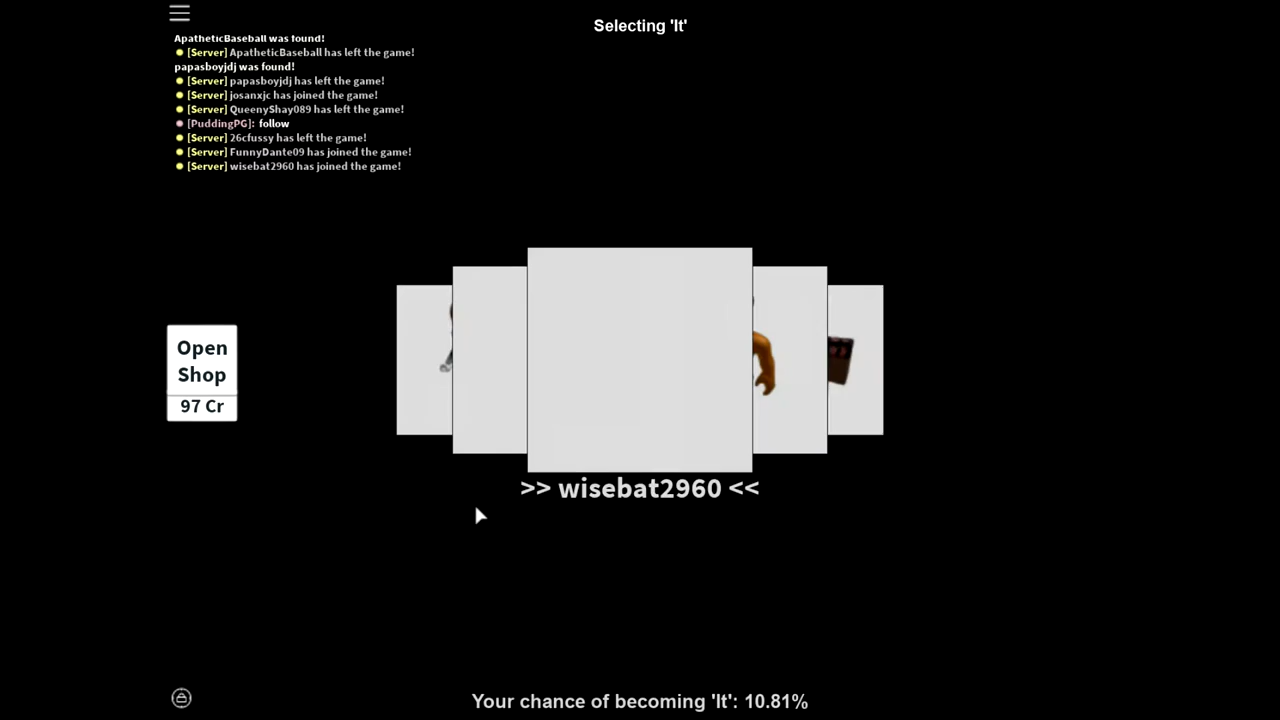 Selecting 'It'
ApatheticBaseball was found!
[Server] ApatheticBaseball has left the game!
papasboyjdj was found!
[Server] papasboyjdj has left the game!
[Server] josanxjc has joined the game!
[Server] QueenyShay089 has left the game!
[PuddingPG]: follow
[Server] 26cfussy has left the game!
[Server] FunnyDante09 has joined the game!
[Server] wisebat2960 has joined the game!
Open
Shop
97 Cr
>> wisebat2960 <<
Your chance of becoming 'It': 10.81%